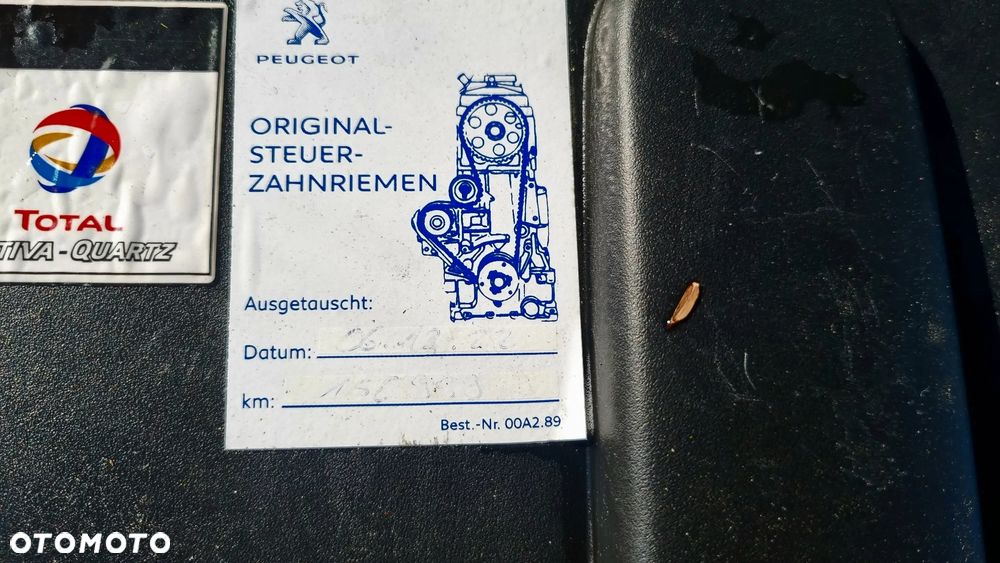 PEUGEOT
ORIGINAL-
STEUER-
ZAHNRIEMEN
Ausgetauscht:
Datum:
km:
Best.-Nr. 00A2.89
TOTAL
TIVA-QUARTZ
OTOMOTO